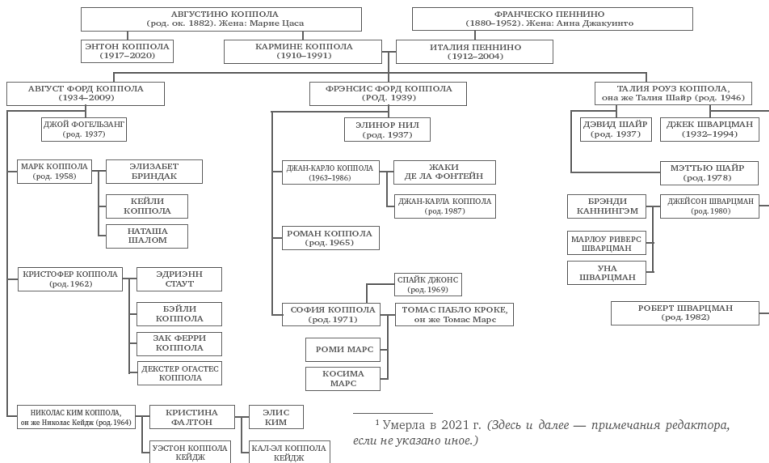 АВГУСТИНО КОППОЛА
(род. ок. 1882). Жена: Марие Цаса
ФРАНЧЕСКО ПЕННИНО
(1880–1952). Жена: Анна Джакуинто
ЭНТОН КОППОЛА
(1917–2020)
КАРМИНЕ КОППОЛА
(1910–1991)
ИТАЛИЯ ПЕННИНО
(1912–2004)
АВГУСТ ФОРД КОППОЛА
(1934–2009)
ФРЭНСИС ФОРД КОППОЛА
(РОД. 1939)
ТАЛИЯ РОУЗ КОППОЛА,
она же Талия Шайр (род. 1946)
ДЖОЙ ФОГЕЛЬЗАНГ
(род. 1937)
ЭЛИНОР НИЛ
(род. 1937)
ДЭВИД ШАЙР
(род. 1937)
ДЖЕК ШВАРЦМАН
(1932–1994)
МАРК КОППОЛА
(род. 1958)
ЭЛИЗАБЕТ
БРИНДАК
ДЖАН-КАРЛО КОППОЛА
(1963–1986)
ЖАКИ
ДЕ ЛА ФОНТЕЙН
МЭТТЬЮ ШАЙР
(род. 1978)
КЕЙЛИ
КОППОЛА
ДЖАН-КАРЛА КОППОЛА
(род. 1987)
БРЭНДИ
КАННИНГЭМ
ДЖЕЙСОН ШВАРЦМАН
(род. 1980)
НАТАША
ШАЛОМ
РОМАН КОППОЛА
(род. 1965)
МАРЛОУ РИВЕРС
ШВАРЦМАН
УНА
ШВАРЦМАН
КРИСТОФЕР КОППОЛА
(род. 1962)
ЭДРИЭНН
СТАУТ
СПАЙК ДЖОНС
(род. 1969)
БЭЙЛИ
КОППОЛА
СОФИЯ КОППОЛА
(род. 1971)
ТОМАС ПАБЛО КРОКЕ,
он же Томас Марс
РОБЕРТ ШВАРЦМАН
(род. 1982)
ЗАК ФЕРРИ
КОППОЛА
РОМИ МАРС
ДЕКСТЕР ОГАСТЕС
КОППОЛА
КОСИМА
МАРС
НИКОЛАС КИМ КОППОЛА,
он же Николас Кейдж (род. 1964)
КРИСТИНА
ФАЛТОН
ЭЛИС
КИМ
УЭСТОН КОППОЛА
КЕЙДЖ
КАЛ-ЭЛ КОППОЛА
КЕЙДЖ
¹ Умерла в 2021 г. (Здесь и далее — примечания редактора,
если не указано иное.)